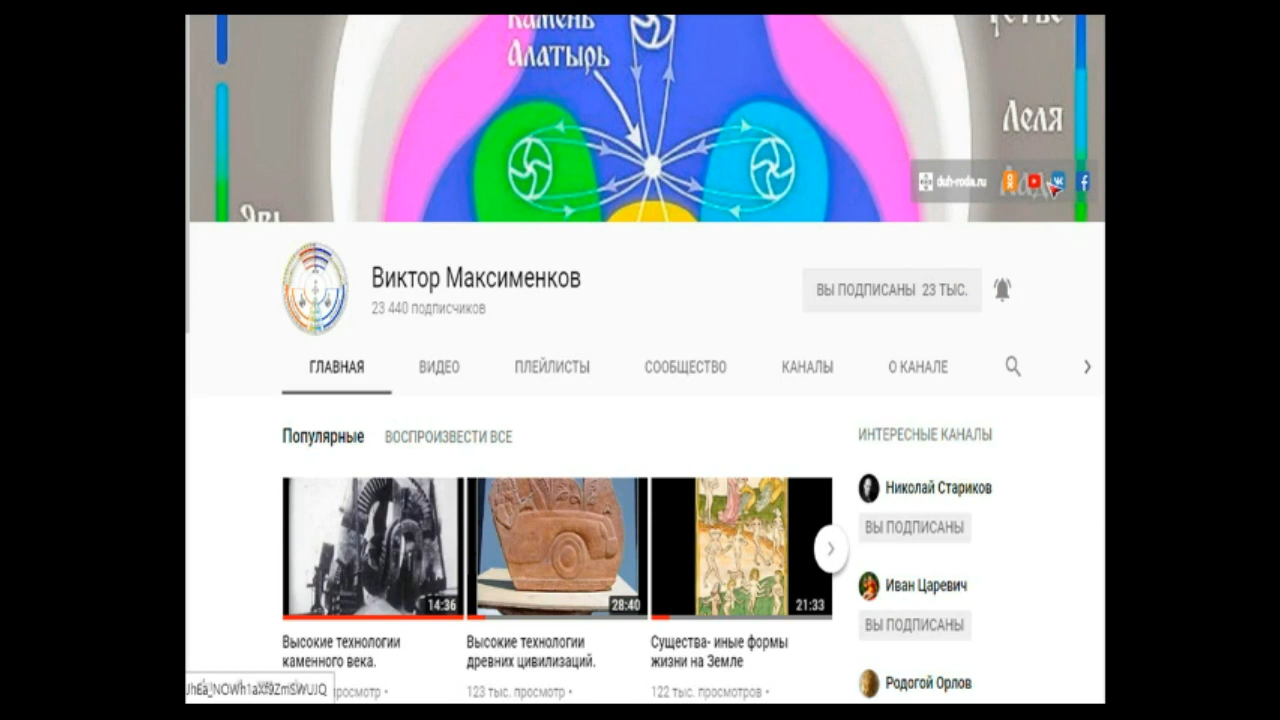 Камень
Алатырь
Леля
Явь
duh-roda.ru
Виктор Максименков
23 440 подписчиков
ВЫ ПОДПИСАНЫ 23 ТЫС.
ГЛАВНАЯ ВИДЕО ПЛЕЙЛИСТЫ СООБЩЕСТВО КАНАЛЫ О КАНАЛЕ
Популярные ВОСПРОИЗВЕСТИ ВСЕ
ИНТЕРЕСНЫЕ КАНАЛЫ
Николай Стариков
ВЫ ПОДПИСАНЫ
Иван Царевич
ВЫ ПОДПИСАНЫ
Родогой Орлов
14:36
28:40
21:33
Высокие технологии
каменного века.
Высокие технологии
древних цивилизаций.
123 тыс. просмотр •
Существа- иные формы
жизни на Земле
122 тыс. просмотров •